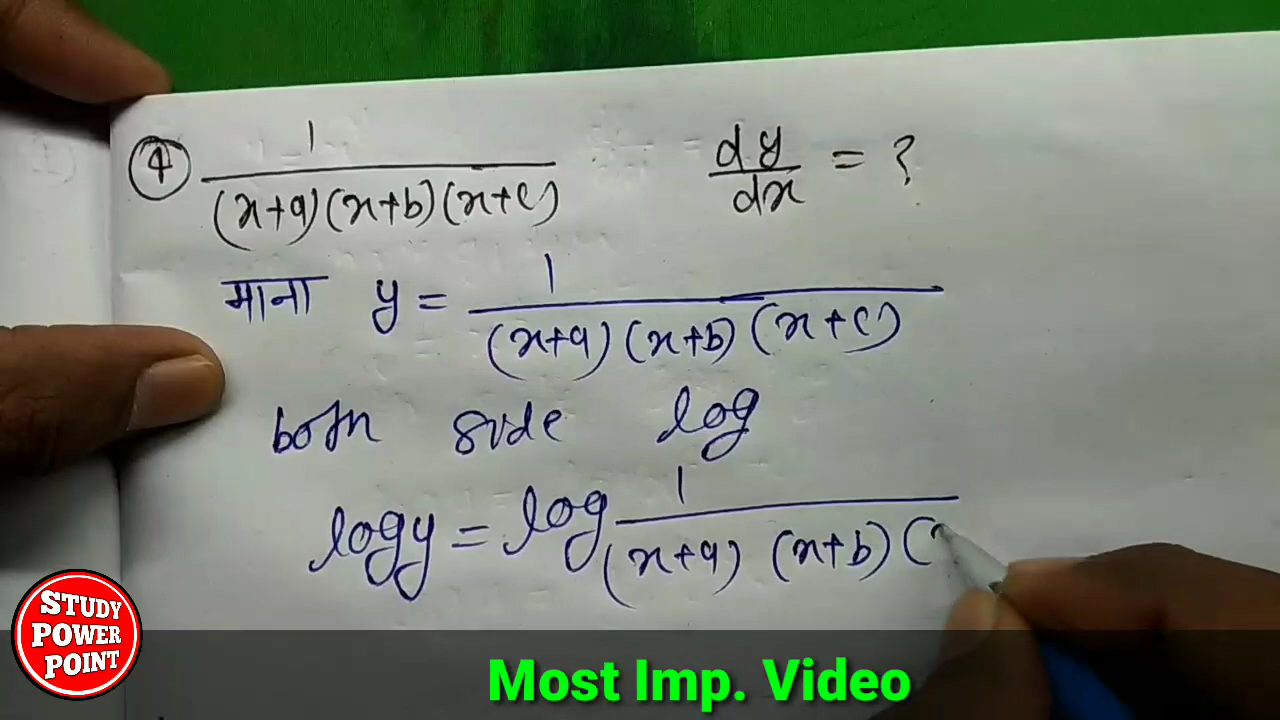 ④ 1/(x+a)(x+b)(x+c) dy/dx = ?
माना y = 1/(x+a)(x+b)(x+c)
both side log
log y = log 1/(x+a)(x+b)(
STUDY
POWER
POINT
Most Imp. Video